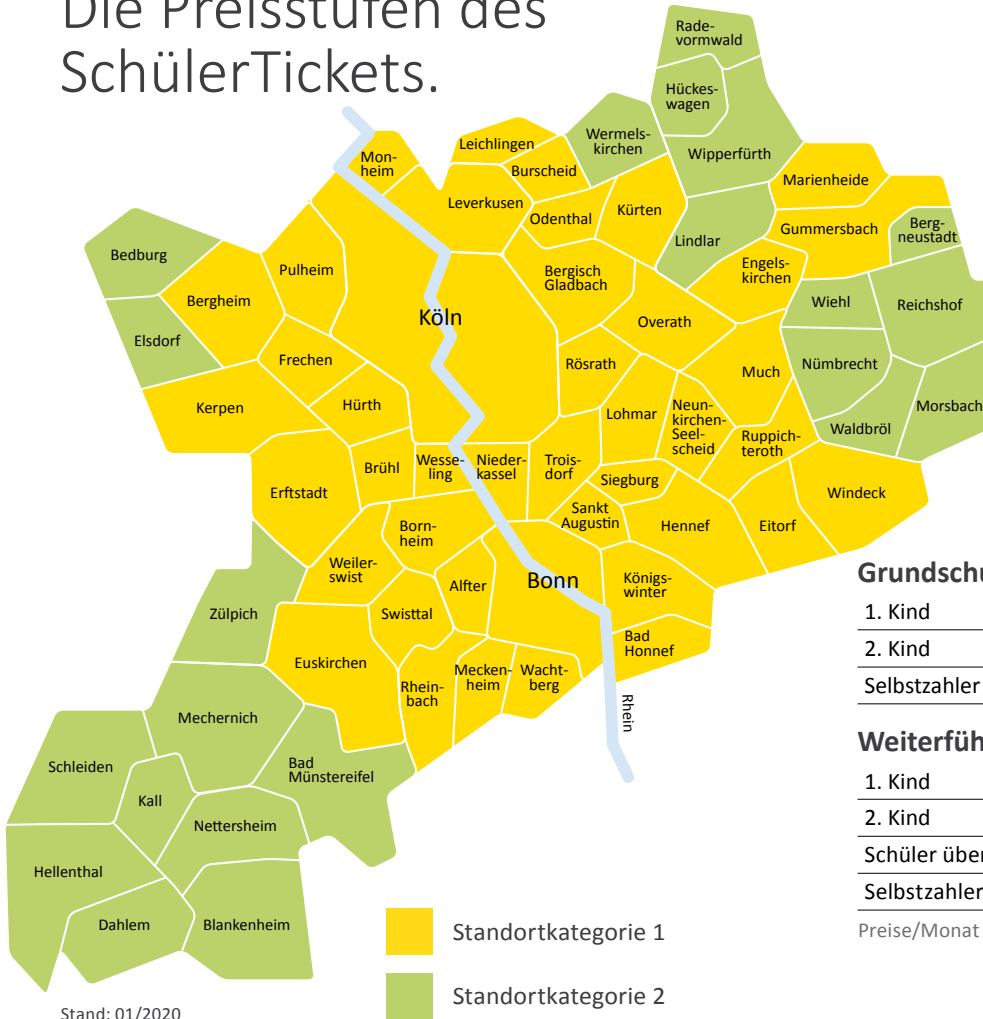 Die Preisstufen des
SchülerTickets.
Rade-
vormwald
Hückes-
wagen
Wermels-
kirchen
Wipperfürth
Leichlingen
Mon-
heim
Burscheid
Marienheide
Leverkusen
Odenthal
Kürten
Lindlar
Gummersbach
Berg-
neustadt
Bedburg
Pulheim
Bergisch
Gladbach
Engels-
kirchen
Bergheim
Wiehl
Reichshof
Köln
Overath
Elsdorf
Frechen
Rösrath
Much
Nümbrecht
Kerpen
Hürth
Lohmar
Neun-
kirchen-
Seel-
scheid
Morsbach
Ruppich-
teroth
Waldbröl
Brühl
Wesse-
ling
Nieder-
kassel
Trois-
dorf
Siegburg
Erftstadt
Windeck
Sankt
Augustin
Born-
heim
Hennef
Eitorf
Weiler-
swist
Alfter
Bonn
Königs-
winter
Zülpich
Swisttal
Bad
Honnef
Euskirchen
Rhein-
bach
Mecken-
heim
Wacht-
berg
Rhein
Mechernich
Schleiden
Bad
Münstereifel
Kall
Nettersheim
Hellenthal
Dahlem
Blankenheim
Standortkategorie 1
Standortkategorie 2
Stand: 01/2020
Grundschu
1. Kind
2. Kind
Selbstzahler
Weiterfüh
1. Kind
2. Kind
Schüler über
Selbstzahler
Preise/Monat